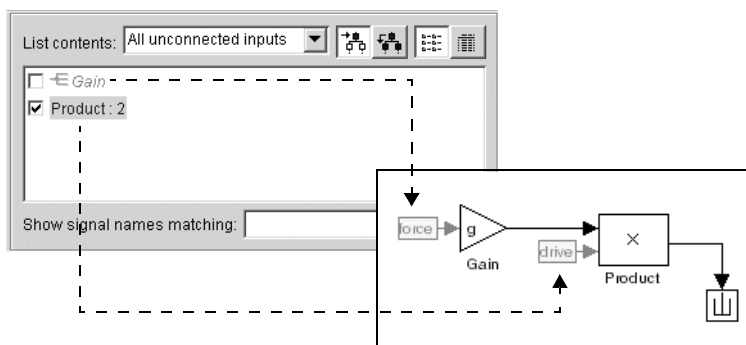 List contents: All unconnected inputs
Gain
Product : 2
Show signal names matching:
force
g
Gain
drive
×
Product